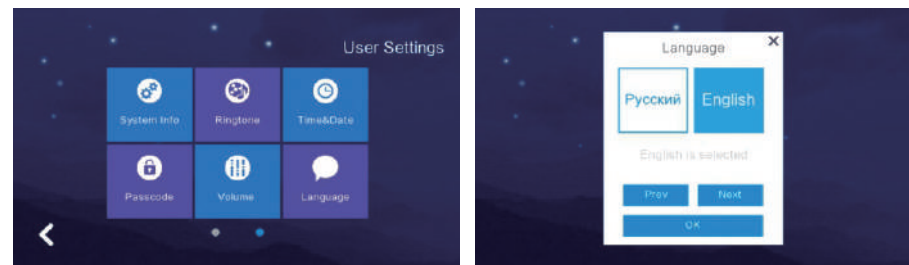 User Settings
System Info
Ringtone
Time&Date
Passcode
Volume
Language
Language
Русский
English
English is selected
Prev
Next
OK